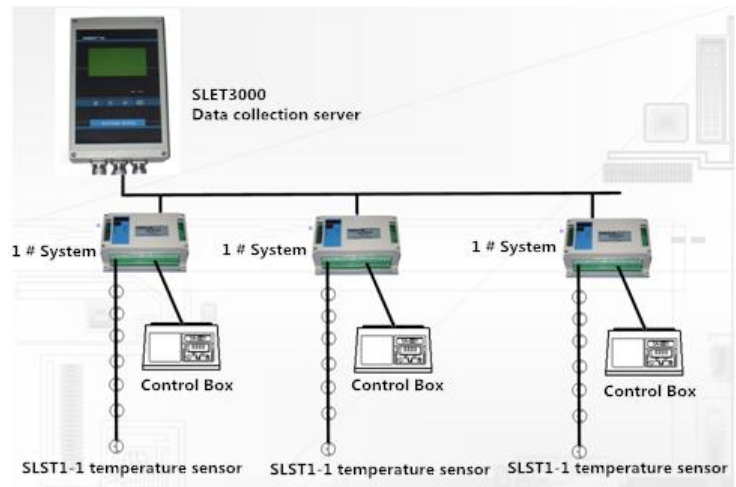 SLET3000
Data collection server
1 # System
1 # System
1 # System
Control Box
Control Box
Control Box
SLST1-1 temperature sensor
SLST1-1 temperature sensor
SLST1-1 temperature sensor